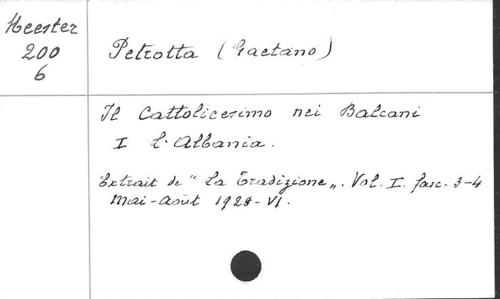 Heester
200
6
Petrotta (Gaetano)
Il Cattolicesimo nei Balcani
I L'Albania.
Extrait de "La Tradizione". Vol. I. fasc. 3-4
Mai-Août 1928-VI.